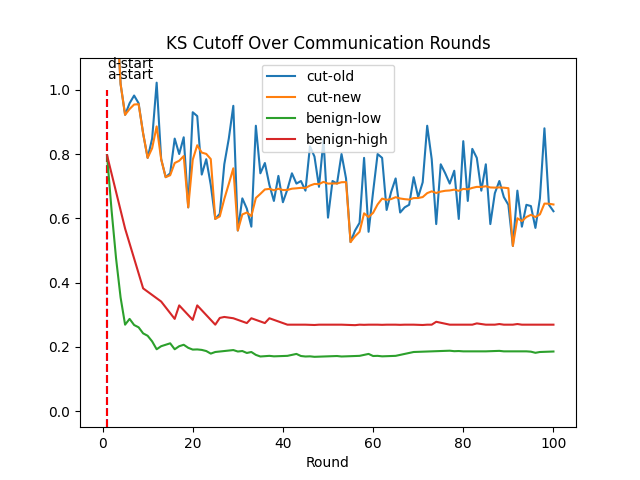 KS Cutoff Over Communication Rounds
d-start
a-start
cut-old
cut-new
benign-low
benign-high
1.0
0.8
0.6
0.4
0.2
0.0
0 20 40 60 80 100
Round